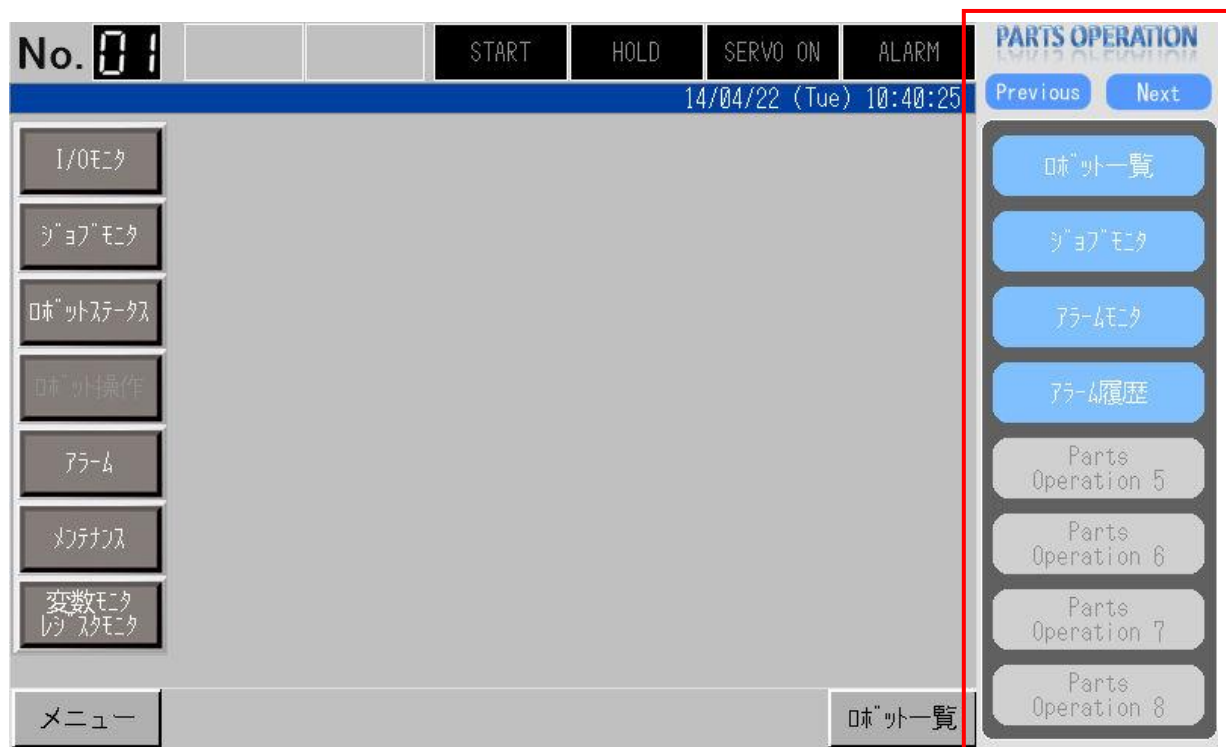 No. 01
START
HOLD
SERVO ON
ALARM
PARTS OPERATION
14/04/22 (Tue) 10:40:25
Previous
Next
I/Oﾓﾆﾀ
ｼﾞｮﾌﾞﾓﾆﾀ
ﾛﾎﾞｯﾄｽﾃｰﾀｽ
ﾛﾎﾞｯﾄ操作
ｱﾗｰﾑ
ﾒﾝﾃﾅﾝｽ
変数ﾓﾆﾀ
ﾚｼﾞｽﾀﾓﾆﾀ
ﾛﾎﾞｯﾄ一覧
ｼﾞｮﾌﾞﾓﾆﾀ
ｱﾗｰﾑﾓﾆﾀ
ｱﾗｰﾑ履歴
Parts
Operation 5
Parts
Operation 6
Parts
Operation 7
Parts
Operation 8
メニュー
ﾛﾎﾞｯﾄ一覧